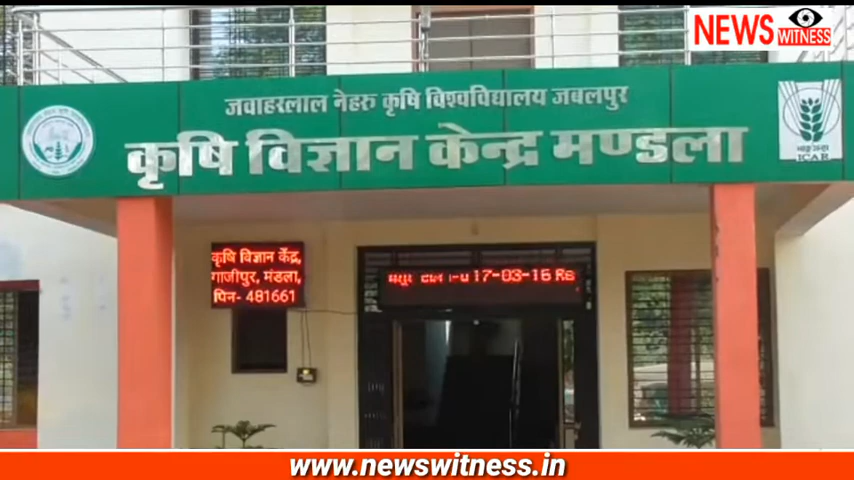 NEWS
WITNESS
जवाहरलाल नेहरू कृषि विश्वविद्यालय जबलपुर
कृषि विज्ञान केन्द्र मण्डला
ICAR
कृषि विज्ञान केंद्र,
गाजीपुर, मंडला,
पिन- 481661
17-03-16 Rs
www.newswitness.in